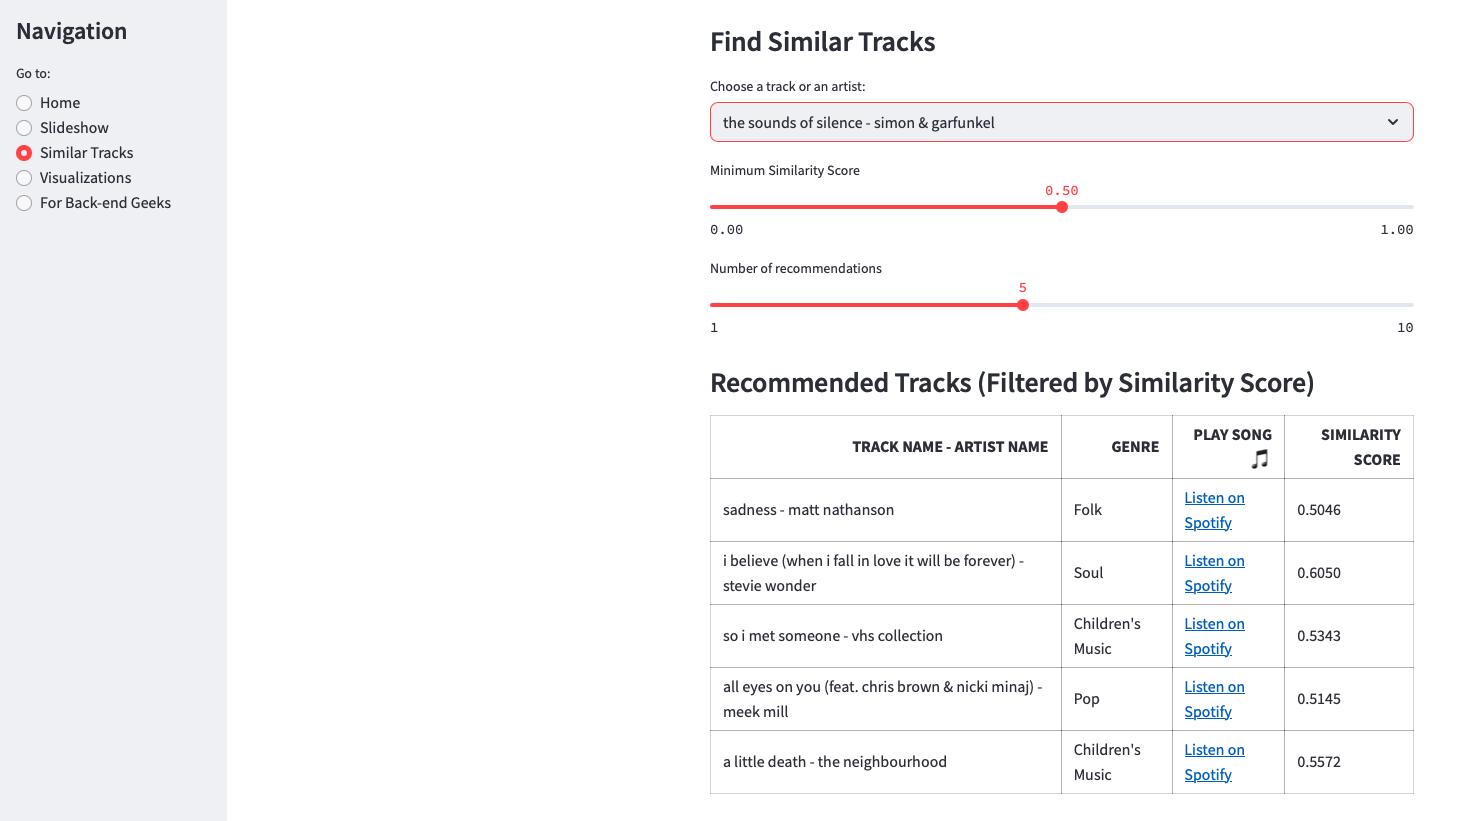 Navigation
Go to:
Home
Slideshow
Similar Tracks
Visualizations
For Back-end Geeks
Find Similar Tracks
Choose a track or an artist:
the sounds of silence - simon & garfunkel
Minimum Similarity Score
0.50
0.00 1.00
Number of recommendations
5
1 10
Recommended Tracks (Filtered by Similarity Score)
TRACK NAME - ARTIST NAME
GENRE
PLAY SONG
🎵
SIMILARITY
SCORE
sadness - matt nathanson
Folk
Listen on
Spotify
0.5046
i believe (when i fall in love it will be forever) -
stevie wonder
Soul
Listen on
Spotify
0.6050
so i met someone - vhs collection
Children's
Music
Listen on
Spotify
0.5343
all eyes on you (feat. chris brown & nicki minaj) -
meek mill
Pop
Listen on
Spotify
0.5145
a little death - the neighbourhood
Children's
Music
Listen on
Spotify
0.5572